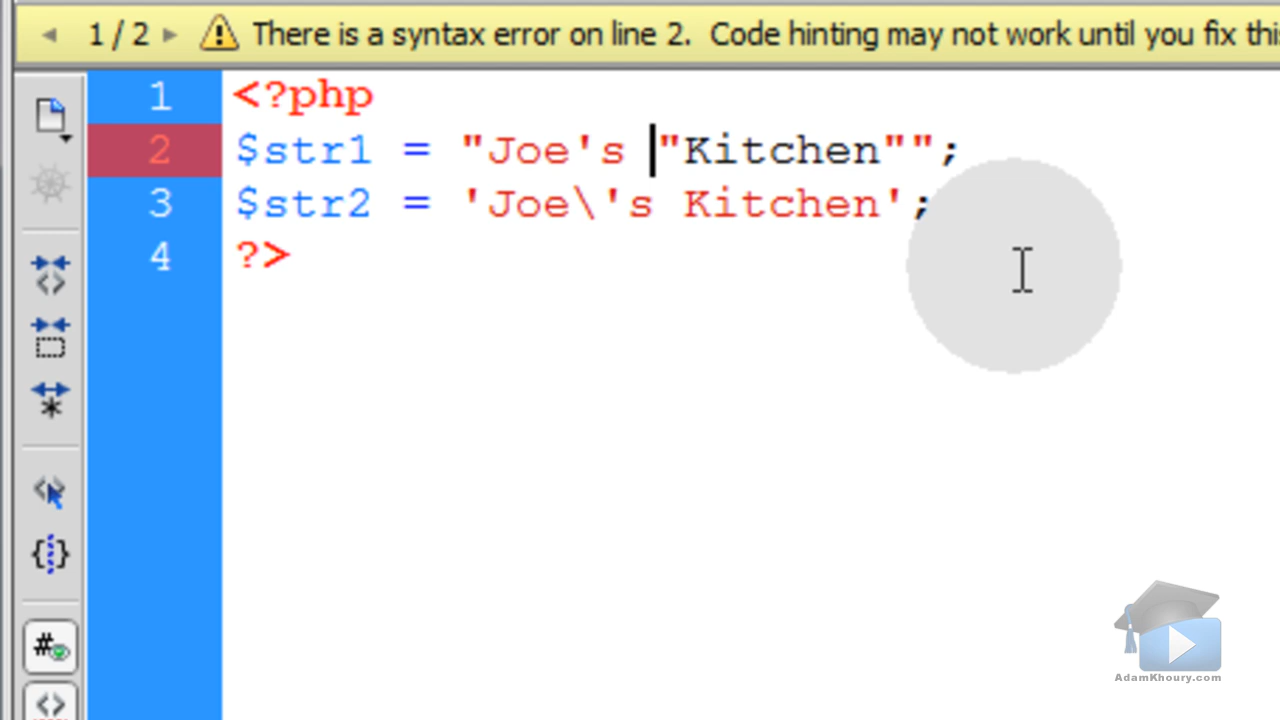 1 / 2 There is a syntax error on line 2. Code hinting may not work until you fix this
1 <?php
2 $str1 = "Joe's "Kitchen"";
3 $str2 = 'Joe\'s Kitchen';
4 ?>
AdamKhoury.com